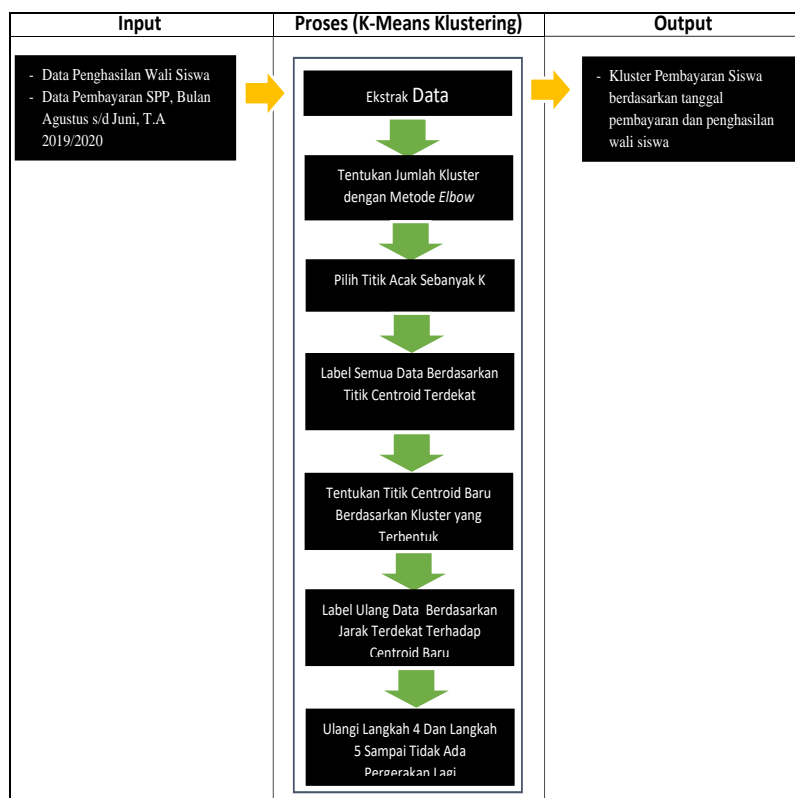 Input
Proses (K-Means Klustering)
Output
- Data Penghasilan Wali Siswa
- Data Pembayaran SPP, Bulan
Agustus s/d Juni, T.A
2019/2020
Ekstrak Data
Tentukan Jumlah Kluster
dengan Metode Elbow
Pilih Titik Acak Sebanyak K
Label Semua Data Berdasarkan
Titik Centroid Terdekat
Tentukan Titik Centroid Baru
Berdasarkan Kluster yang
Terbentuk
Label Ulang Data Berdasarkan
Jarak Terdekat Terhadap
Centroid Baru
Ulangi Langkah 4 Dan Langkah
5 Sampai Tidak Ada
Pergerakan Lagi
- Kluster Pembayaran Siswa
berdasarkan tanggal
pembayaran dan penghasilan
wali siswa